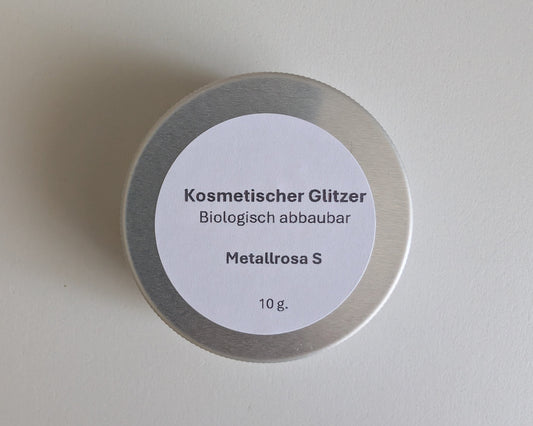 Kosmetischer Glitzer
Biologisch abbaubar
Metallrosa S
10 g.